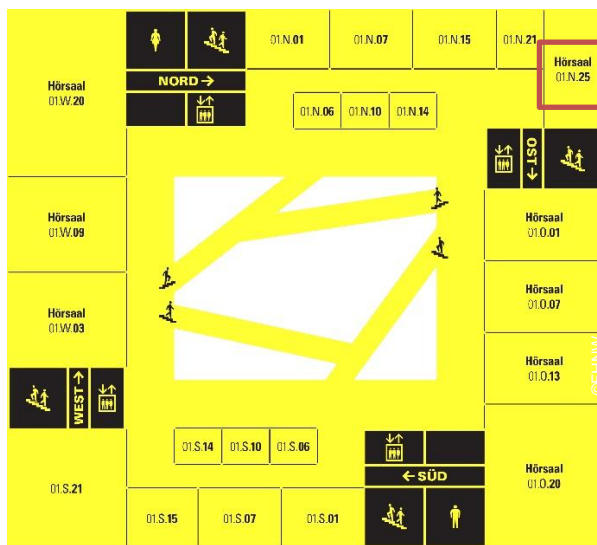 01.N.01
01.N.07
01.N.15
01.N.21
Hörsaal
01.N.25
NORD→
Hörsaal
01.W.20
01.N.06
01.N.10
01.N.14
OST→
Hörsaal
01.W.09
Hörsaal
01.O.01
Hörsaal
01.W.03
Hörsaal
01.O.07
Hörsaal
01.O.13
WEST→
01.S.14
01.S.10
01.S.06
←SÜD
Hörsaal
01.O.20
01.S.21
01.S.15
01.S.07
01.S.01